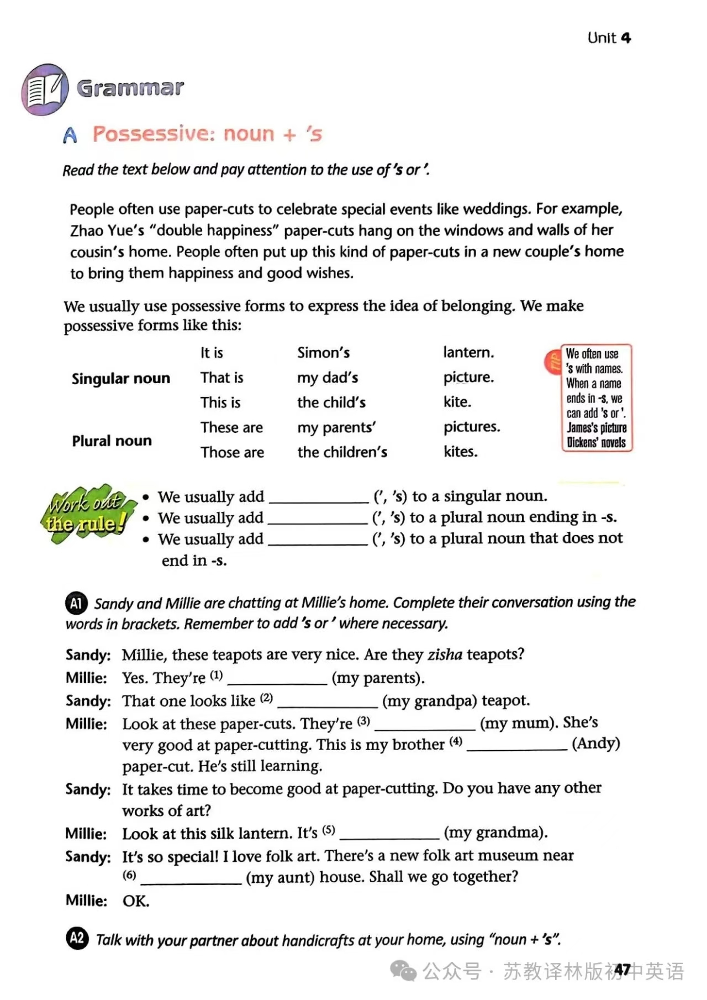 Unit 4
Grammar
A Possessive: noun + 's
Read the text below and pay attention to the use of 's or '.
People often use paper-cuts to celebrate special events like weddings. For example,
Zhao Yue's "double happiness" paper-cuts hang on the windows and walls of her
cousin's home. People often put up this kind of paper-cuts in a new couple's home
to bring them happiness and good wishes.
We usually use possessive forms to express the idea of belonging. We make
possessive forms like this:
It is Simon's lantern.
Singular noun That is my dad's picture.
This is the child's kite.
These are my parents' pictures.
Plural noun
Those are the children's kites.
TIP
We often use
's with names.
When a name
ends in -s, we
can add 's or '.
James's picture
Dickens' novels
Work out
the rule!
• We usually add ____________ (', 's) to a singular noun.
• We usually add ____________ (', 's) to a plural noun ending in -s.
• We usually add ____________ (', 's) to a plural noun that does not
end in -s.
A1 Sandy and Millie are chatting at Millie's home. Complete their conversation using the
words in brackets. Remember to add 's or ' where necessary.
Sandy: Millie, these teapots are very nice. Are they zisha teapots?
Millie: Yes. They're (1) ____________ (my parents).
Sandy: That one looks like (2) ____________ (my grandpa) teapot.
Millie: Look at these paper-cuts. They're (3) ____________ (my mum). She's
very good at paper-cutting. This is my brother (4) ____________ (Andy)
paper-cut. He's still learning.
Sandy: It takes time to become good at paper-cutting. Do you have any other
works of art?
Millie: Look at this silk lantern. It's (5) ____________ (my grandma).
Sandy: It's so special! I love folk art. There's a new folk art museum near
(6) ____________ (my aunt) house. Shall we go together?
Millie: OK.
A2 Talk with your partner about handicrafts at your home, using "noun + 's".
47
公众号 · 苏教译林版初中英语